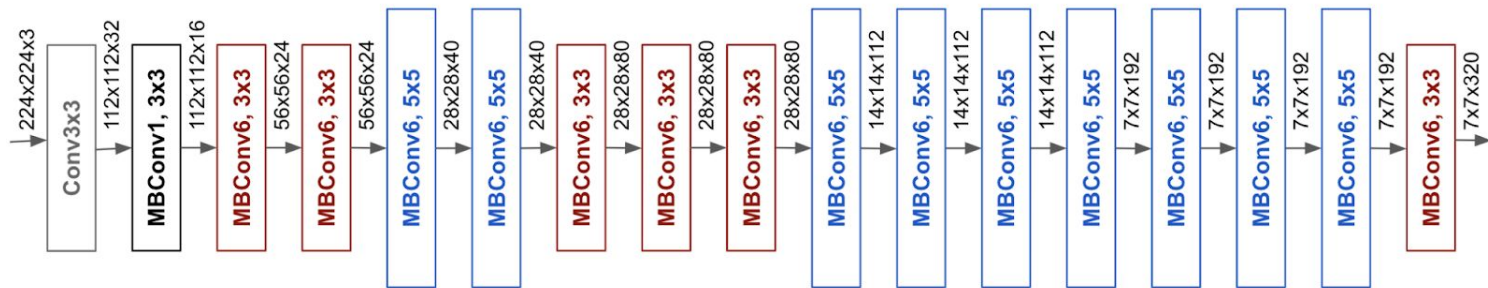 224x224x3
Conv3x3
112x112x32
MBConv1, 3x3
112x112x16
MBConv6, 3x3
56x56x24
MBConv6, 3x3
56x56x24
MBConv6, 5x5
28x28x40
MBConv6, 5x5
28x28x40
MBConv6, 3x3
28x28x80
MBConv6, 3x3
28x28x80
MBConv6, 3x3
28x28x80
MBConv6, 5x5
14x14x112
MBConv6, 5x5
14x14x112
MBConv6, 5x5
14x14x112
MBConv6, 5x5
7x7x192
MBConv6, 5x5
7x7x192
MBConv6, 5x5
7x7x192
MBConv6, 5x5
7x7x192
MBConv6, 3x3
7x7x320